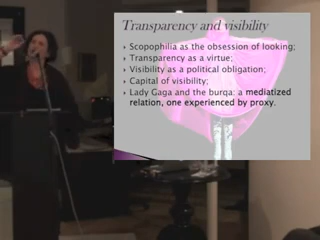 Transparency and visibility
Scopophilia as the obsession of looking;
Transparency as a virtue;
Visibility as a political obligation;
Capital of visibility;
Lady Gaga and the burqa: a mediatized
relation, one experienced by proxy.